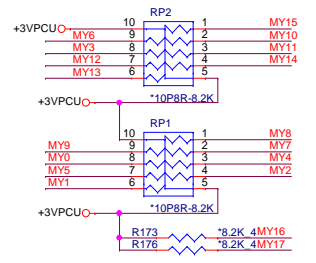 RP2
+3VPCU 10 1 MY15
MY6 9 2 MY10
MY3 8 3 MY11
MY12 7 4 MY14
MY13 6 5
+3VPCU *10P8R-8.2K
RP1
10 1 MY8
MY9 9 2 MY7
MY0 8 3 MY4
MY5 7 4 MY2
MY1 6 5
*10P8R-8.2K
+3VPCU
R173 *8.2K_4 MY16
R176 *8.2K_4 MY17